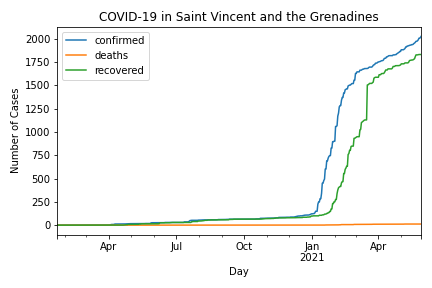 COVID-19 in Saint Vincent and the Grenadines
confirmed
deaths
recovered
Number of Cases
2000
1750
1500
1250
1000
750
500
250
0
Apr
Jul
Oct
Jan
2021
Apr
Day